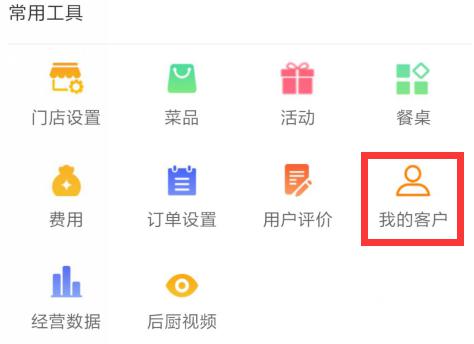 常用工具
门店设置
菜品
活动
餐桌
费用
订单设置
用户评价
我的客户
经营数据
后厨视频